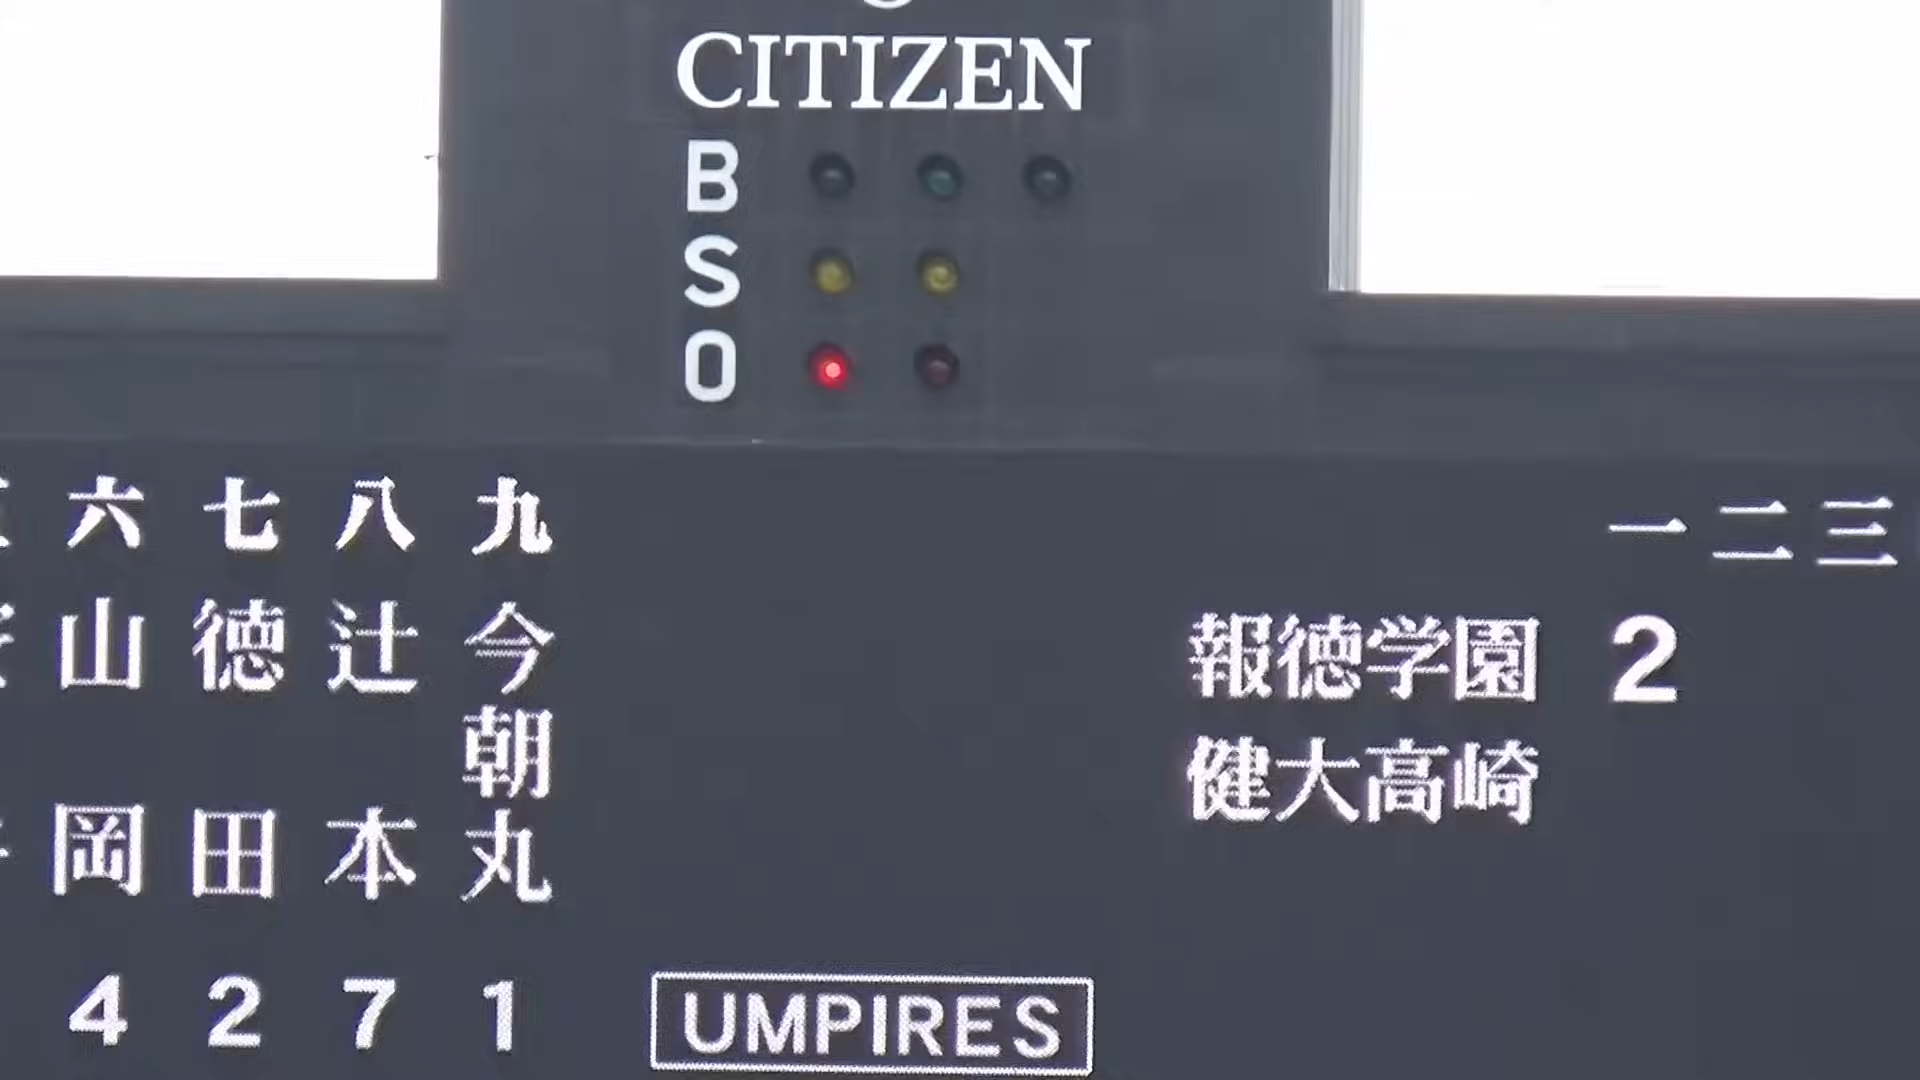 CITIZEN
B
S
O
六 七 八 九
山岡 徳田 辻本 今朝丸
4 2 7 1
UMPIRES
一 二 三
報徳学園 2
健大高崎